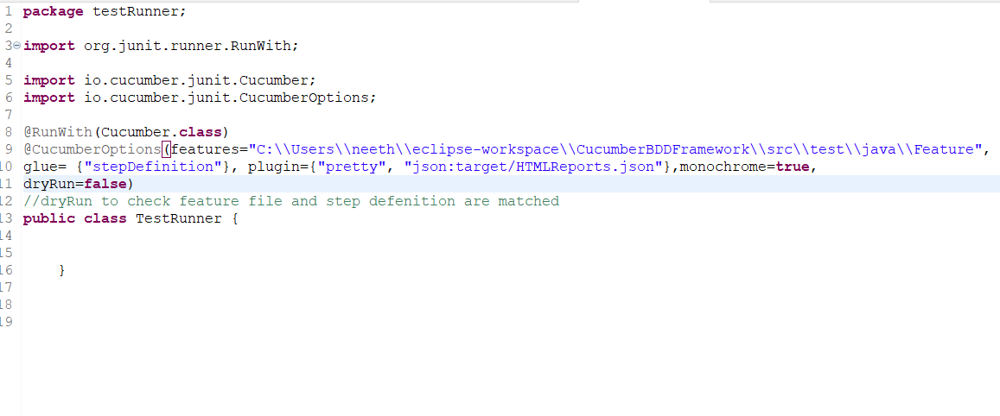 1 package testRunner;
2
3 import org.junit.runner.RunWith;
4
5 import io.cucumber.junit.Cucumber;
6 import io.cucumber.junit.CucumberOptions;
7
8 @RunWith(Cucumber.class)
9 @CucumberOptions(features="C:\\Users\\neeth\\eclipse-workspace\\CucumberBDDFramework\\src\\test\\java\\Feature",
10 glue= {"stepDefinition"}, plugin={"pretty", "json:target/HTMLReports.json"},monochrome=true,
11 dryRun=false)
12 //dryRun to check feature file and step defenition are matched
13 public class TestRunner {
14
15
16     }
17
18
19